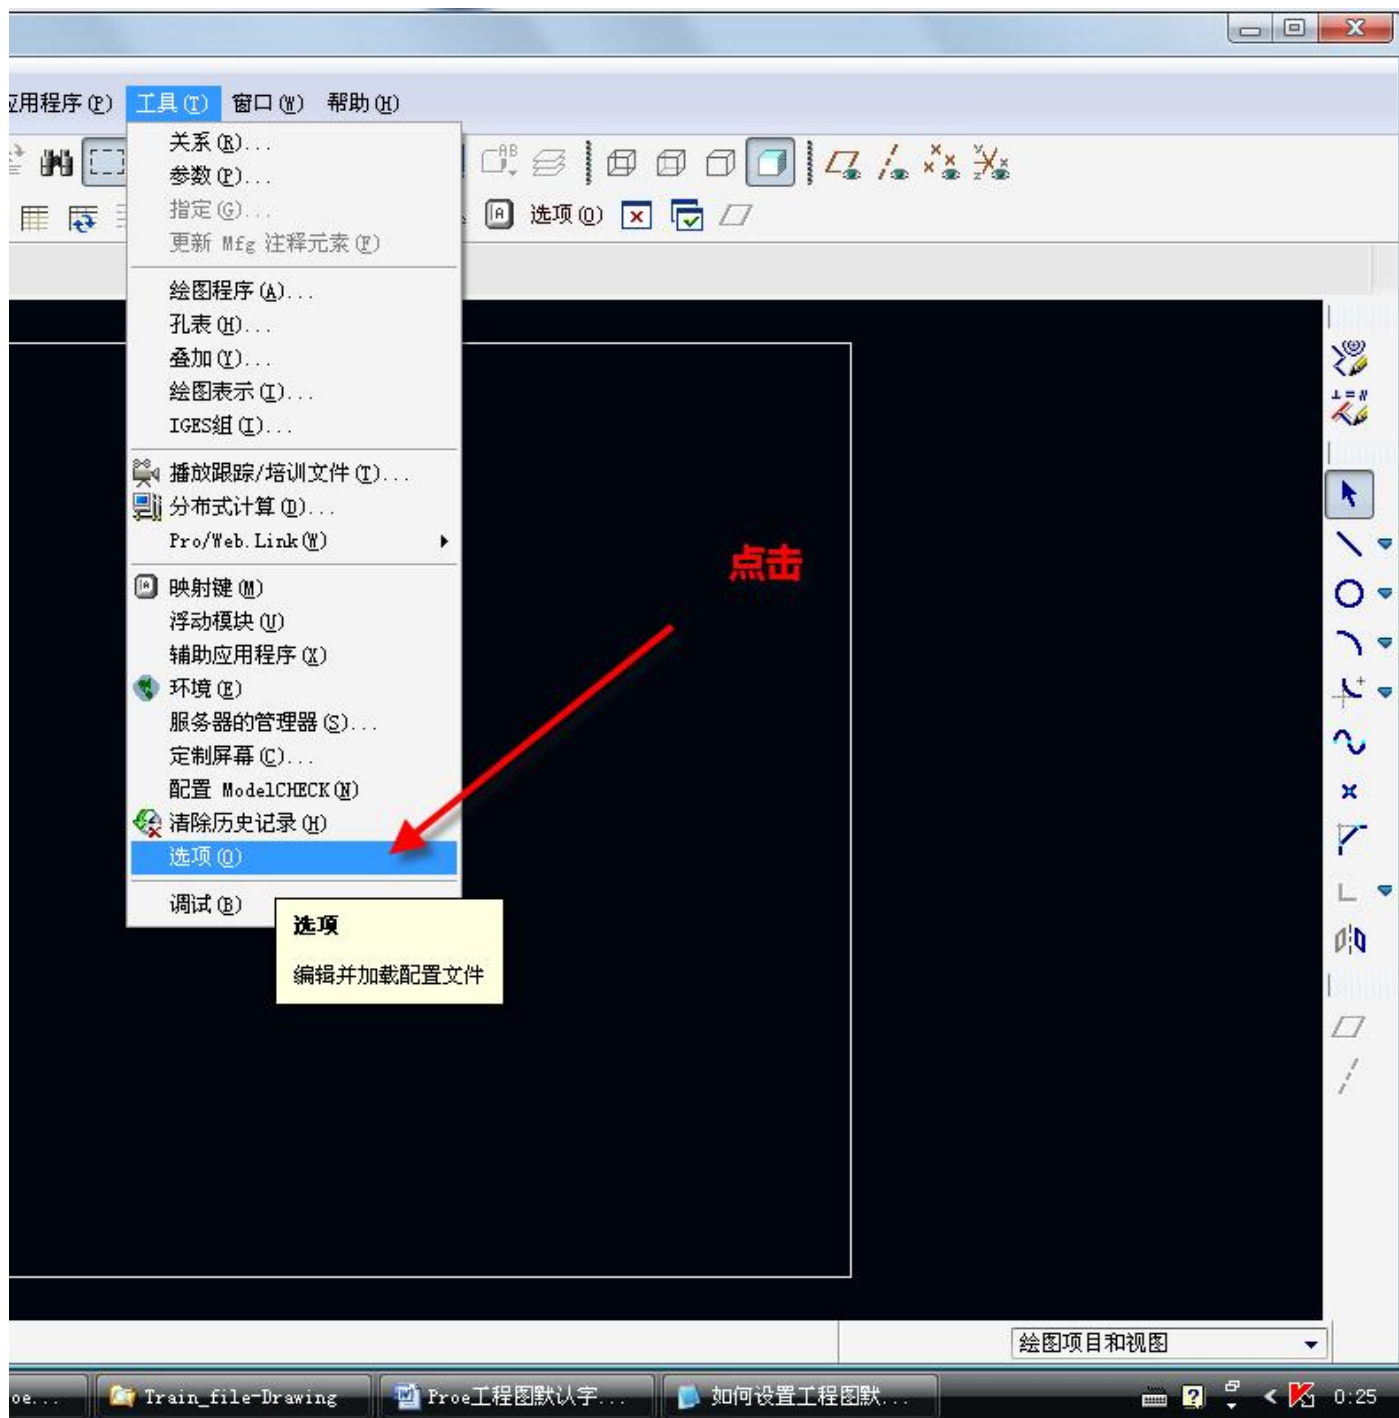 应用程序(P) 工具(T) 窗口(W) 帮助(H)
关系(R)...
参数(P)...
指定(G)...
更新 Mfg 注释元素(F)
选项(O)
绘图程序(A)...
孔表(H)...
叠加(Y)...
绘图表示(I)...
IGES组(I)...
播放跟踪/培训文件(T)...
分布式计算(D)...
Pro/Web.Link(W)
点击
映射键(M)
浮动模块(U)
辅助应用程序(X)
环境(E)
服务器的管理器(S)...
定制屏幕(C)...
配置 ModelCHECK(N)
清除历史记录(H)
选项(O)
调试(B)
选项
编辑并加载配置文件
绘图项目和视图
oe... Train_file-Drawing Proe工程图默认字... 如何设置工程图默... 0:25